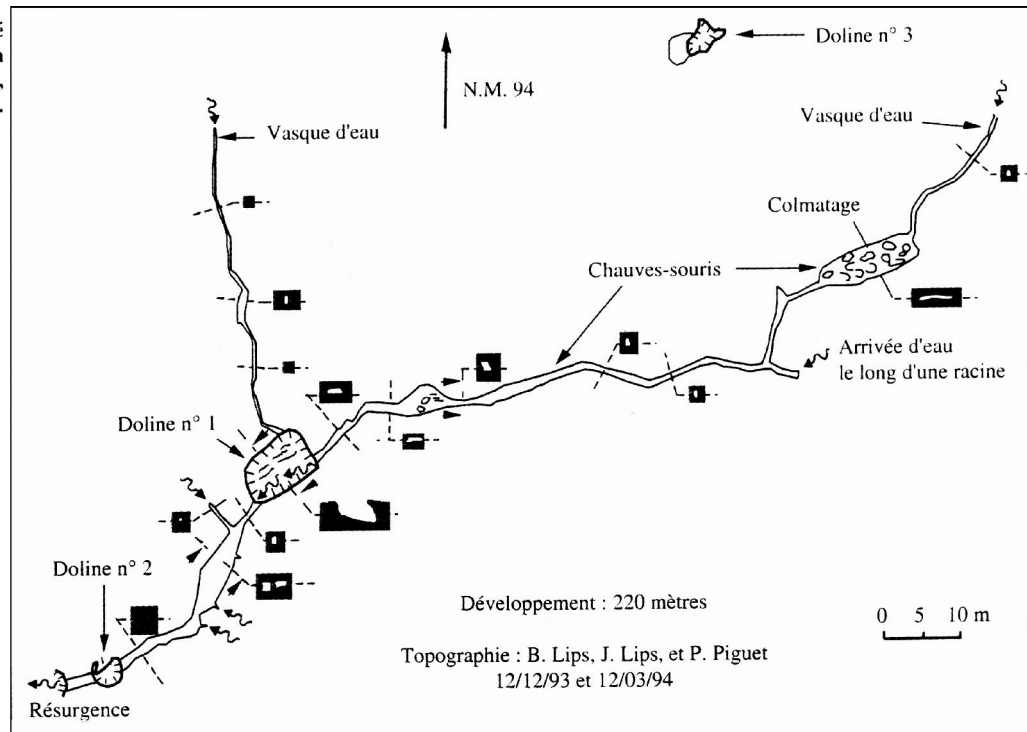 Doline n° 3
N.M. 94
Vasque d'eau
Vasque d'eau
Colmatage
Chauves-souris
Arrivée d'eau
le long d'une racine
Doline n° 1
Doline n° 2
Développement : 220 mètres
0 5 10 m
Topographie : B. Lips, J. Lips, et P. Piguet
12/12/93 et 12/03/94
Résurgence